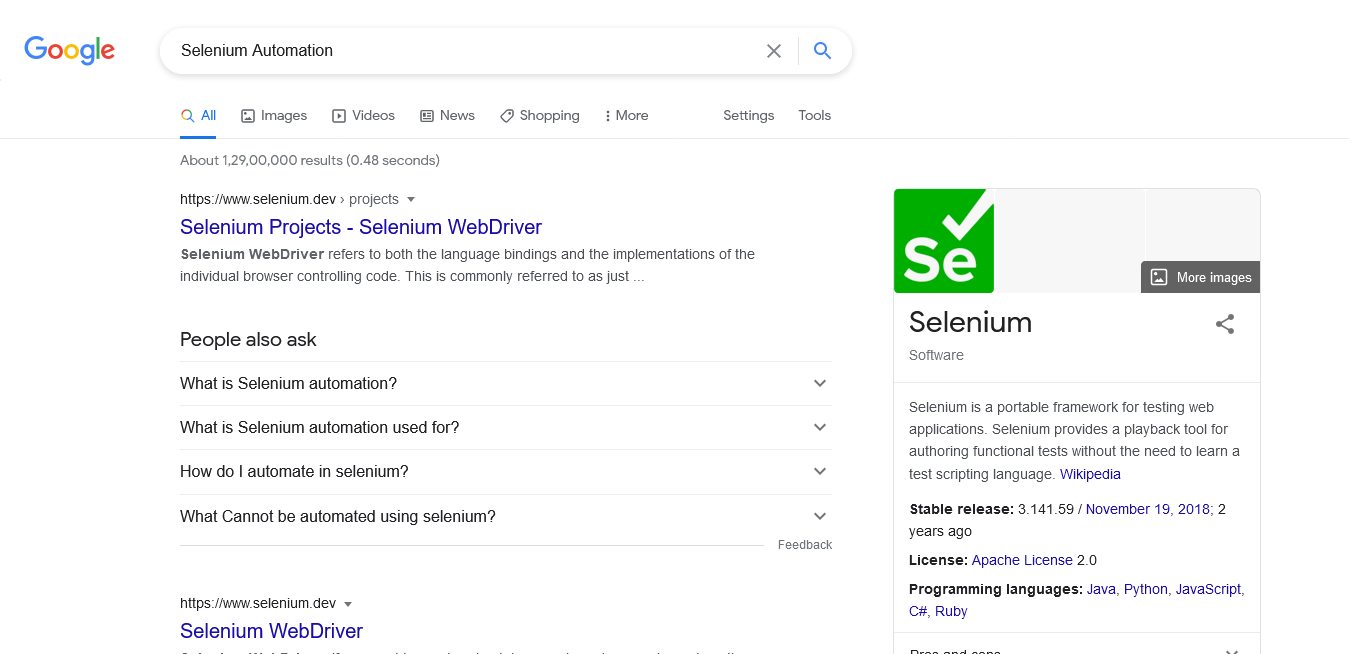 Google
Selenium Automation
All Images Videos News Shopping More Settings Tools
About 1,29,00,000 results (0.48 seconds)
https://www.selenium.dev › projects
Selenium Projects - Selenium WebDriver
Selenium WebDriver refers to both the language bindings and the implementations of the
individual browser controlling code. This is commonly referred to as just ...
People also ask
What is Selenium automation?
What is Selenium automation used for?
How do I automate in selenium?
What Cannot be automated using selenium?
Feedback
https://www.selenium.dev
Selenium WebDriver
Se
More images
Selenium
Software
Selenium is a portable framework for testing web
applications. Selenium provides a playback tool for
authoring functional tests without the need to learn a
test scripting language. Wikipedia
Stable release: 3.141.59 / November 19, 2018; 2
years ago
License: Apache License 2.0
Programming languages: Java, Python, JavaScript,
C#, Ruby
Pros and cons